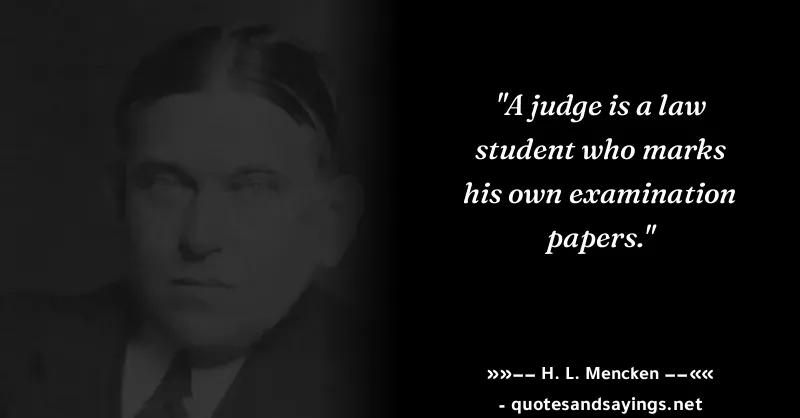 "A judge is a law
student who marks
his own examination
papers."
»»–– H. L. Mencken ––««
- quotesandsayings.net